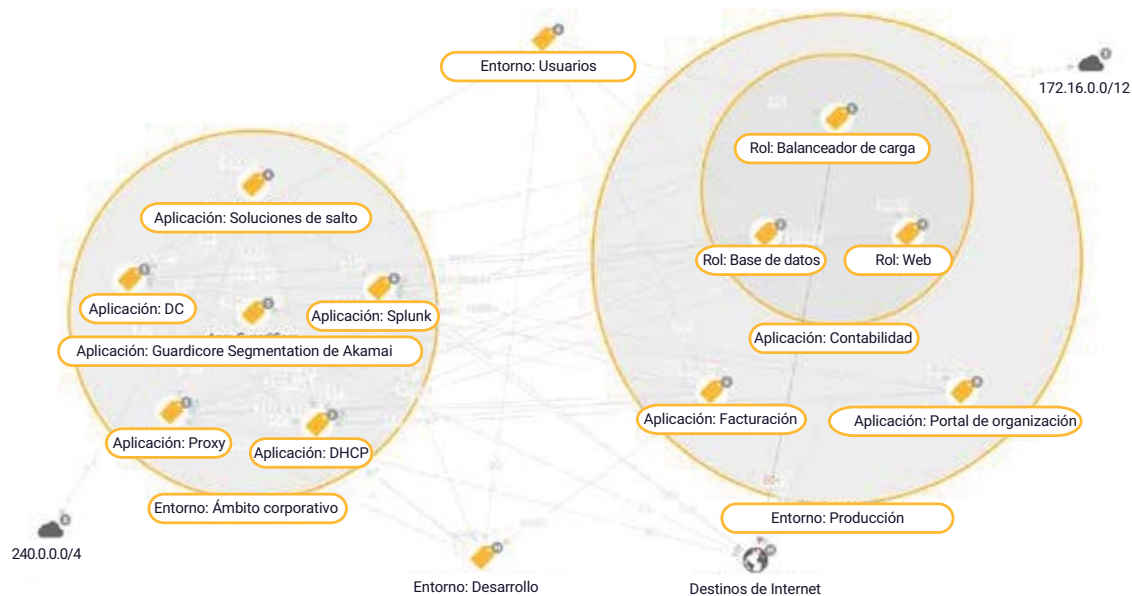 Entorno: Usuarios
172.16.0.0/12
Rol: Balanceador de carga
Aplicación: Soluciones de salto
Rol: Base de datos
Rol: Web
Aplicación: DC
Aplicación: Splunk
Aplicación: Contabilidad
Aplicación: Guardicore Segmentation de Akamai
Aplicación: Facturación
Aplicación: Portal de organización
Aplicación: Proxy
Aplicación: DHCP
Entorno: Ámbito corporativo
Entorno: Producción
240.0.0.0/4
Entorno: Desarrollo
Destinos de Internet